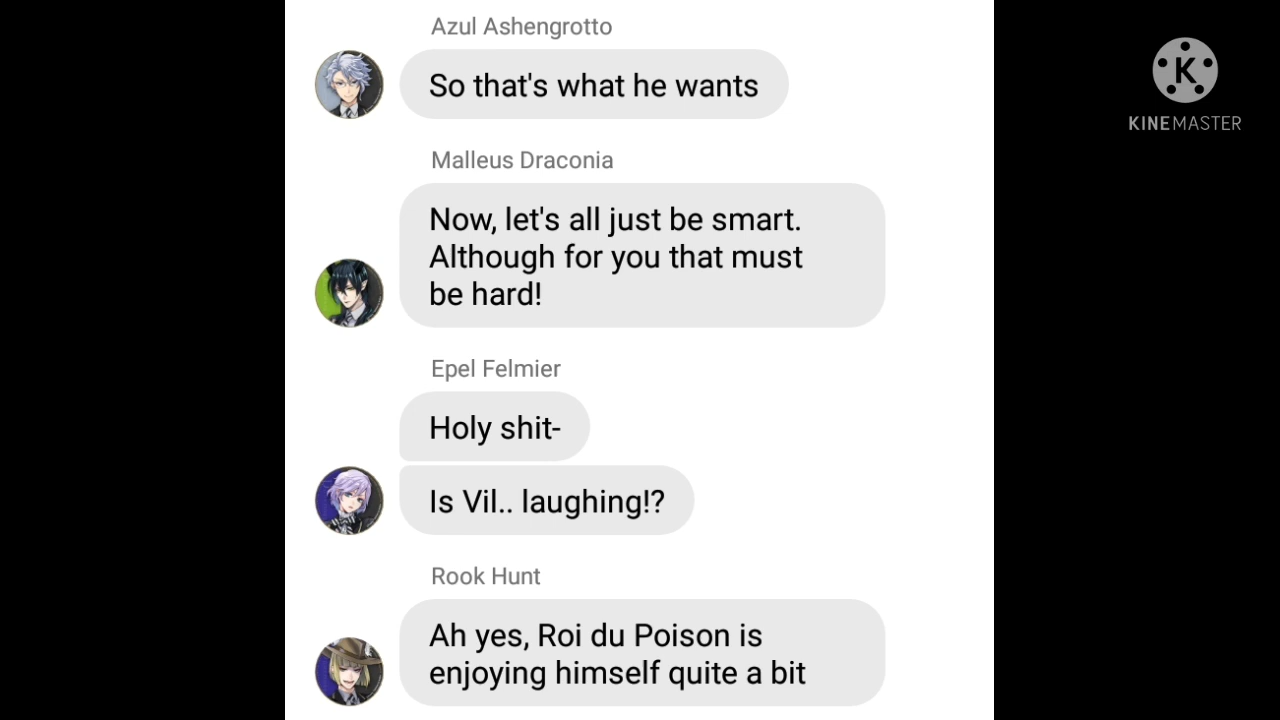 Azul Ashengrotto
So that's what he wants
Malleus Draconia
Now, let's all just be smart.
Although for you that must
be hard!
Epel Felmier
Holy shit-
Is Vil.. laughing!?
Rook Hunt
Ah yes, Roi du Poison is
enjoying himself quite a bit
K
KINEMASTER